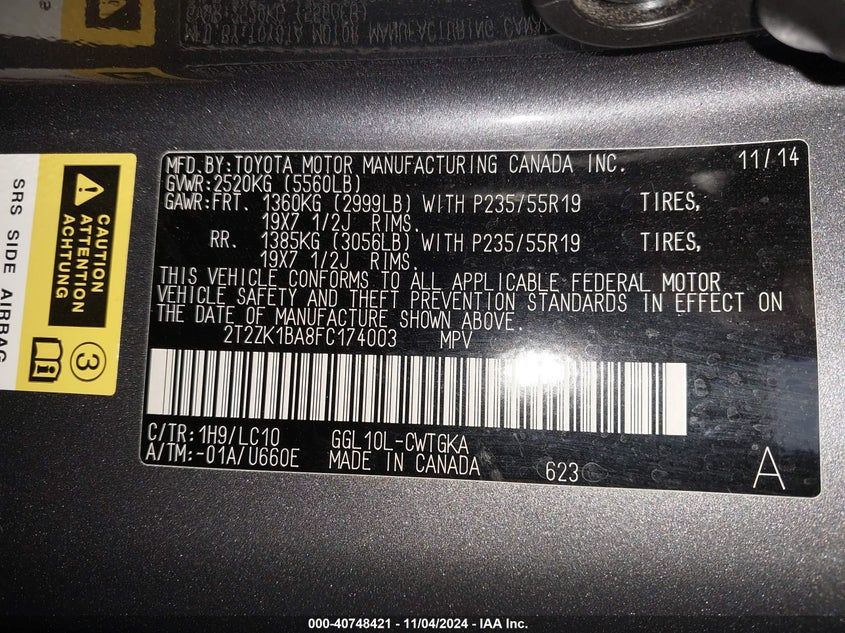 MFD.BY:TOYOTA MOTOR MANUFACTURING CANADA INC. 11/14
GVWR:2520KG (5560LB)
GAWR:FRT. 1360KG (2999LB) WITH P235/55R19 TIRES,
19X7 1/2J RIMS.
RR. 1385KG (3056LB) WITH P235/55R19 TIRES,
19X7 1/2J RIMS.
THIS VEHICLE CONFORMS TO ALL APPLICABLE FEDERAL MOTOR
VEHICLE SAFETY AND THEFT PREVENTION STANDARDS IN EFFECT ON
THE DATE OF MANUFACTURE SHOWN ABOVE.
2T2ZK1BA8FC174003 MPV
C/TR:1H9/LC10 GGL10L-CWTGKA
A/TM:-01A/U660E MADE IN CANADA 623 A
CAUTION
ATTENTION
ACHTUNG
SRS SIDE AIRBAG
3
000-40748421 - 11/04/2024 - IAA Inc.